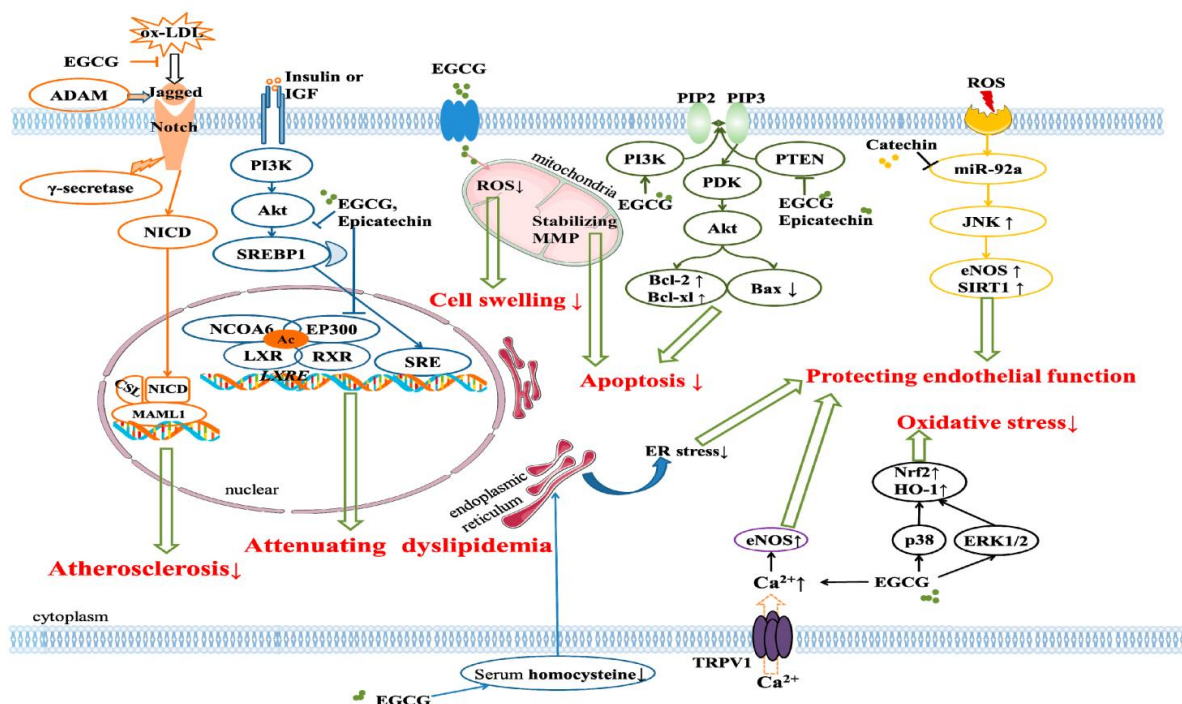 ox-LDL
EGCG
ADAM
Jagged
Notch
γ-secretase
NICD
CSL
NICD
MAML1
Atherosclerosis↓
Insulin or
IGF
PI3K
Akt
EGCG,
Epicatechin
SREBP1
NCOA6
EP300
Ac
LXR
RXR
LXRE
SRE
nuclear
Attenuating dyslipidemia
EGCG
mitochondria
ROS↓
Stabilizing
MMP
Cell swelling ↓
Apoptosis ↓
PIP2
PIP3
PI3K
EGCG
PDK
PTEN
EGCG
Epicatechin
Akt
Bcl-2 ↑
Bcl-xl ↑
Bax ↓
ROS
Catechin
miR-92a
JNK ↑
eNOS ↑
SIRT1 ↑
Protecting endothelial function
Oxidative stress↓
Nrf2↑
HO-1↑
p38
ERK1/2
EGCG
eNOS↑
Ca²⁺↑
TRPV1
Ca²⁺
ER stress↓
endoplasmic
reticulum
cytoplasm
Serum homocysteine↓
EGCG